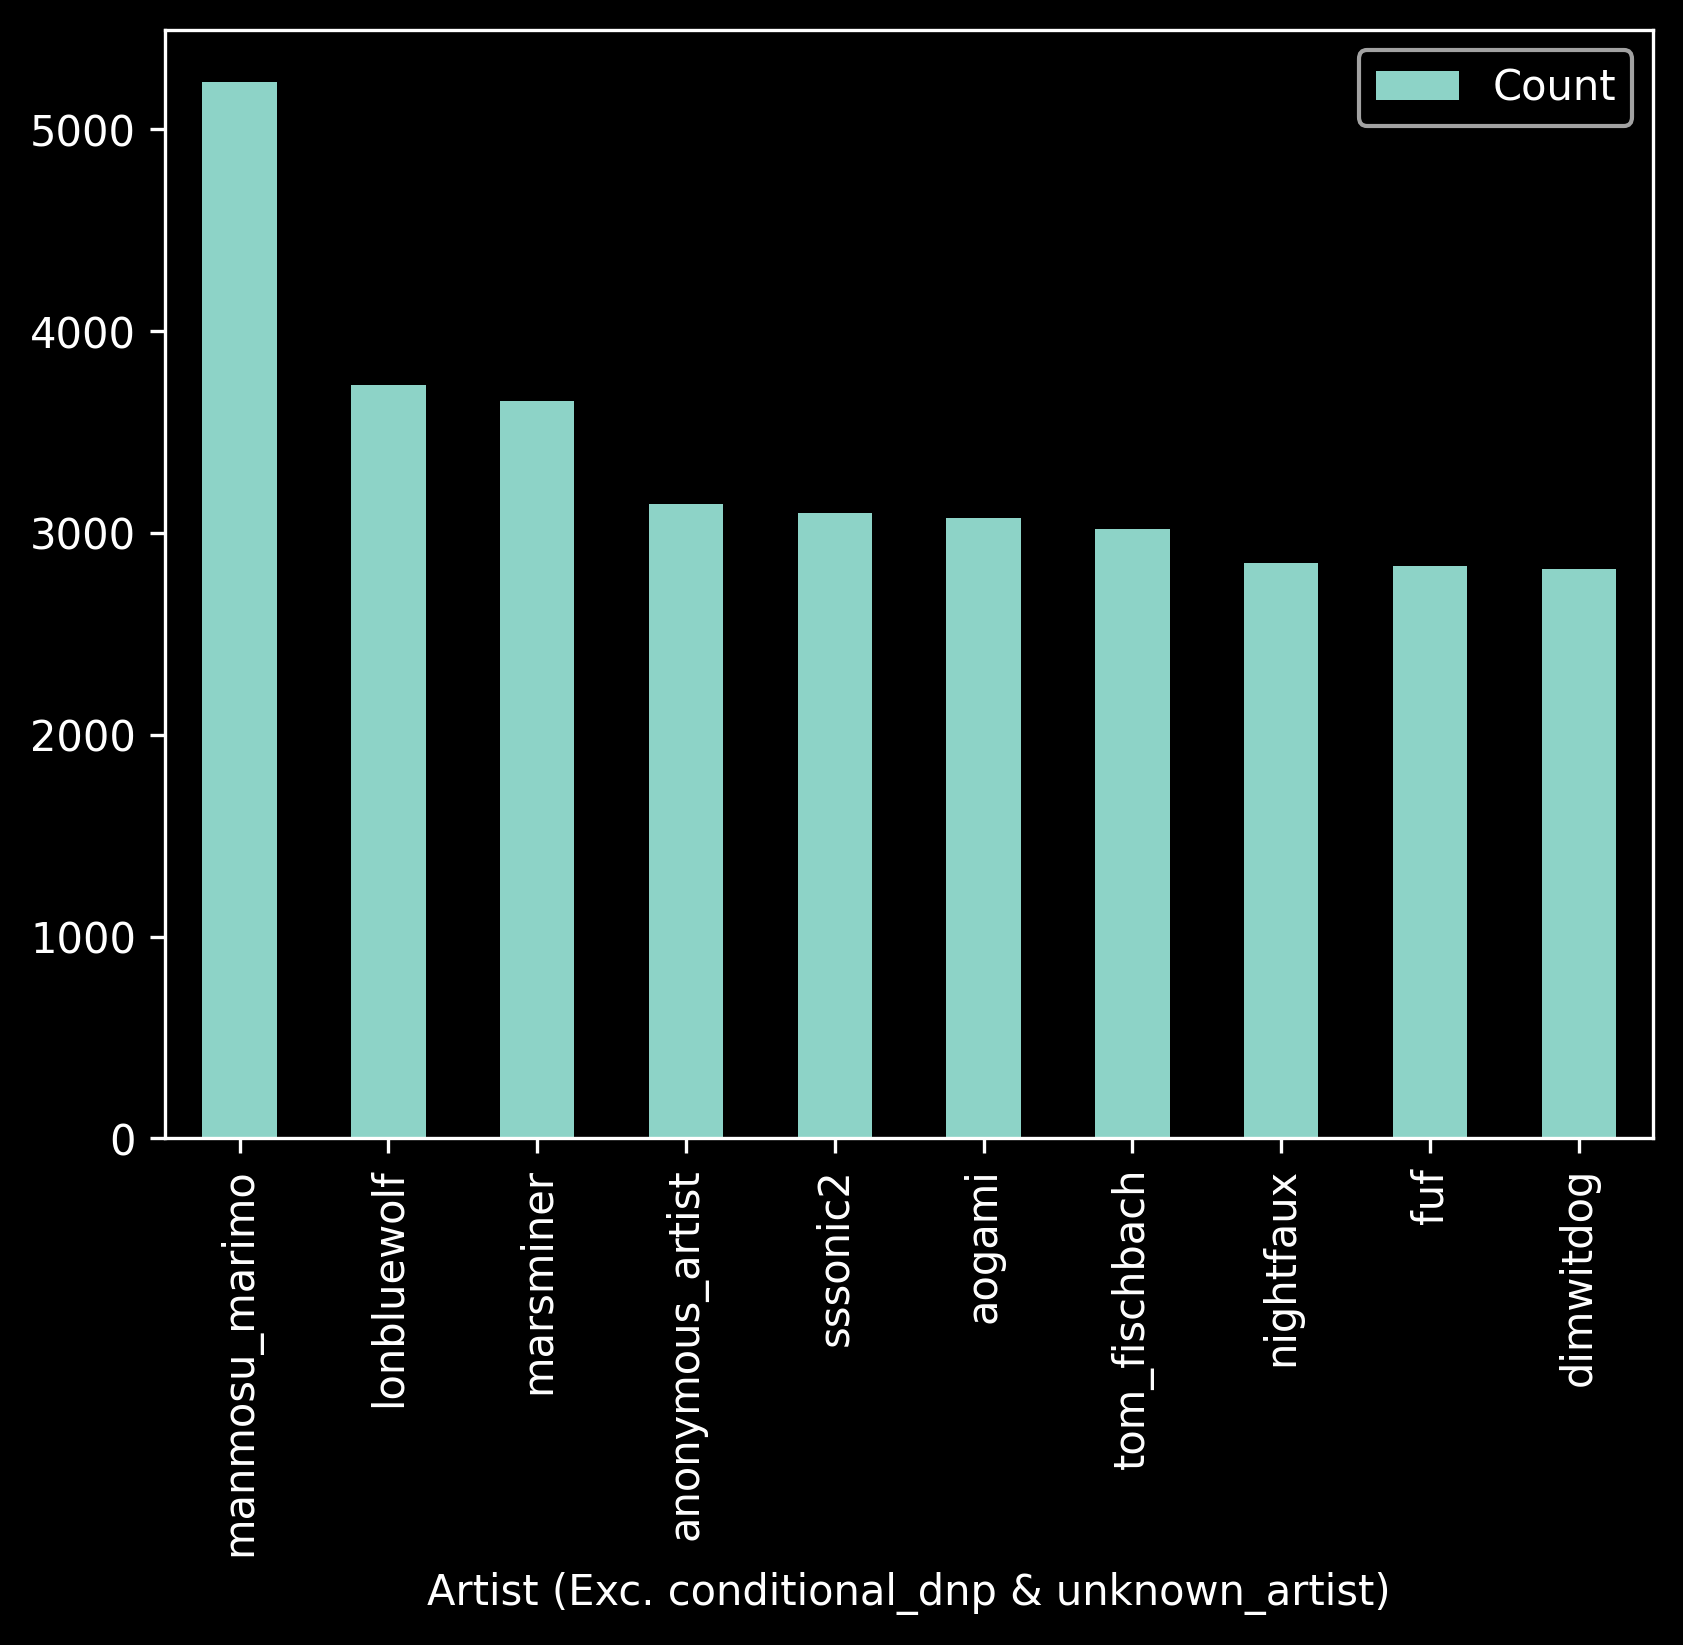 Count
5000
4000
3000
2000
1000
0
manmosu_marimo
lonbluewolf
marsminer
anonymous_artist
sssonic2
aogami
tom_fischbach
nightfaux
fuf
dimwitdog
Artist (Exc. conditional_dnp & unknown_artist)